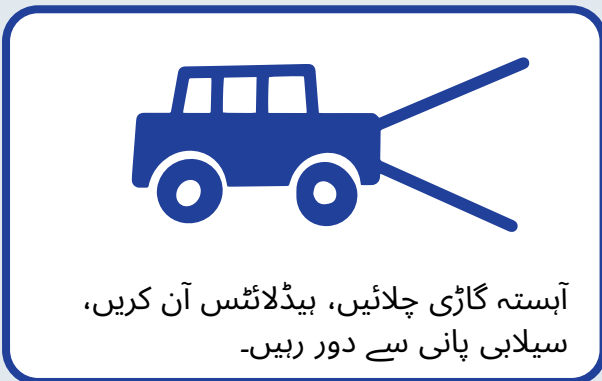 آہستہ گاڑی چلائیں، ہیڈلائٹس آن کریں،
سیلابی پانی سے دور رہیں۔